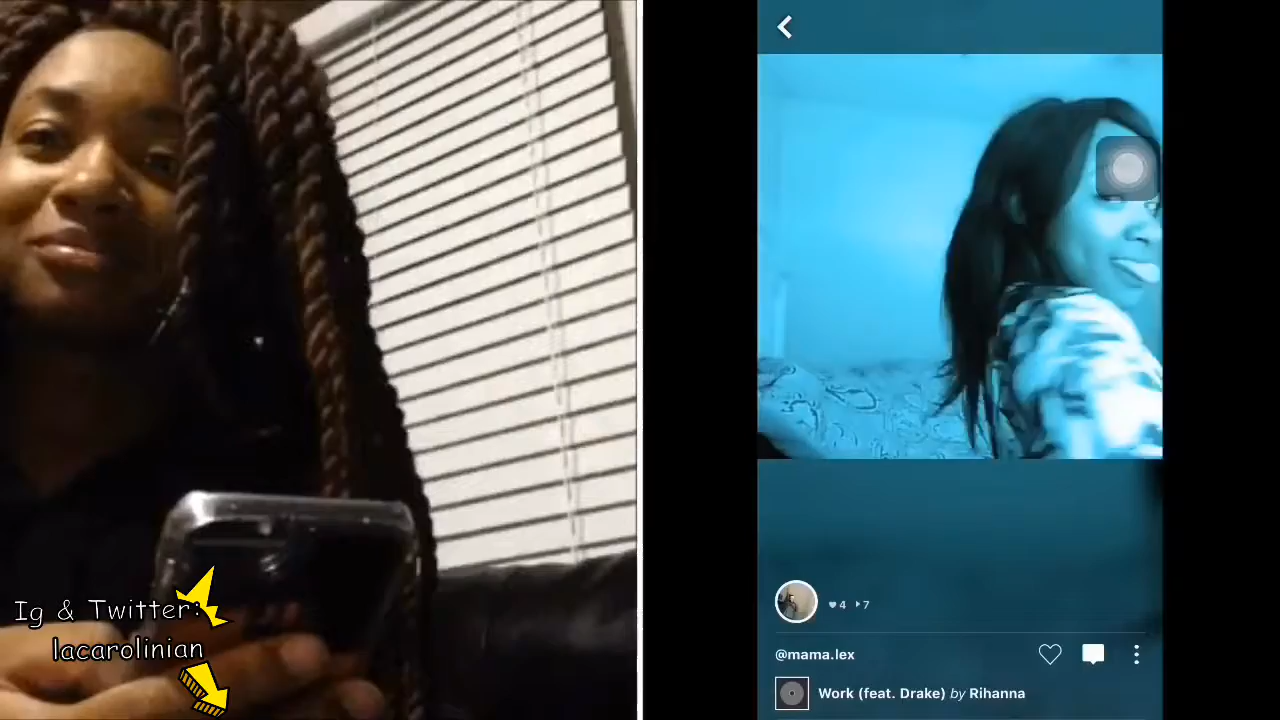 Ig & Twitter:
lacarolinian
4 7
@mama.lex
Work (feat. Drake) by Rihanna